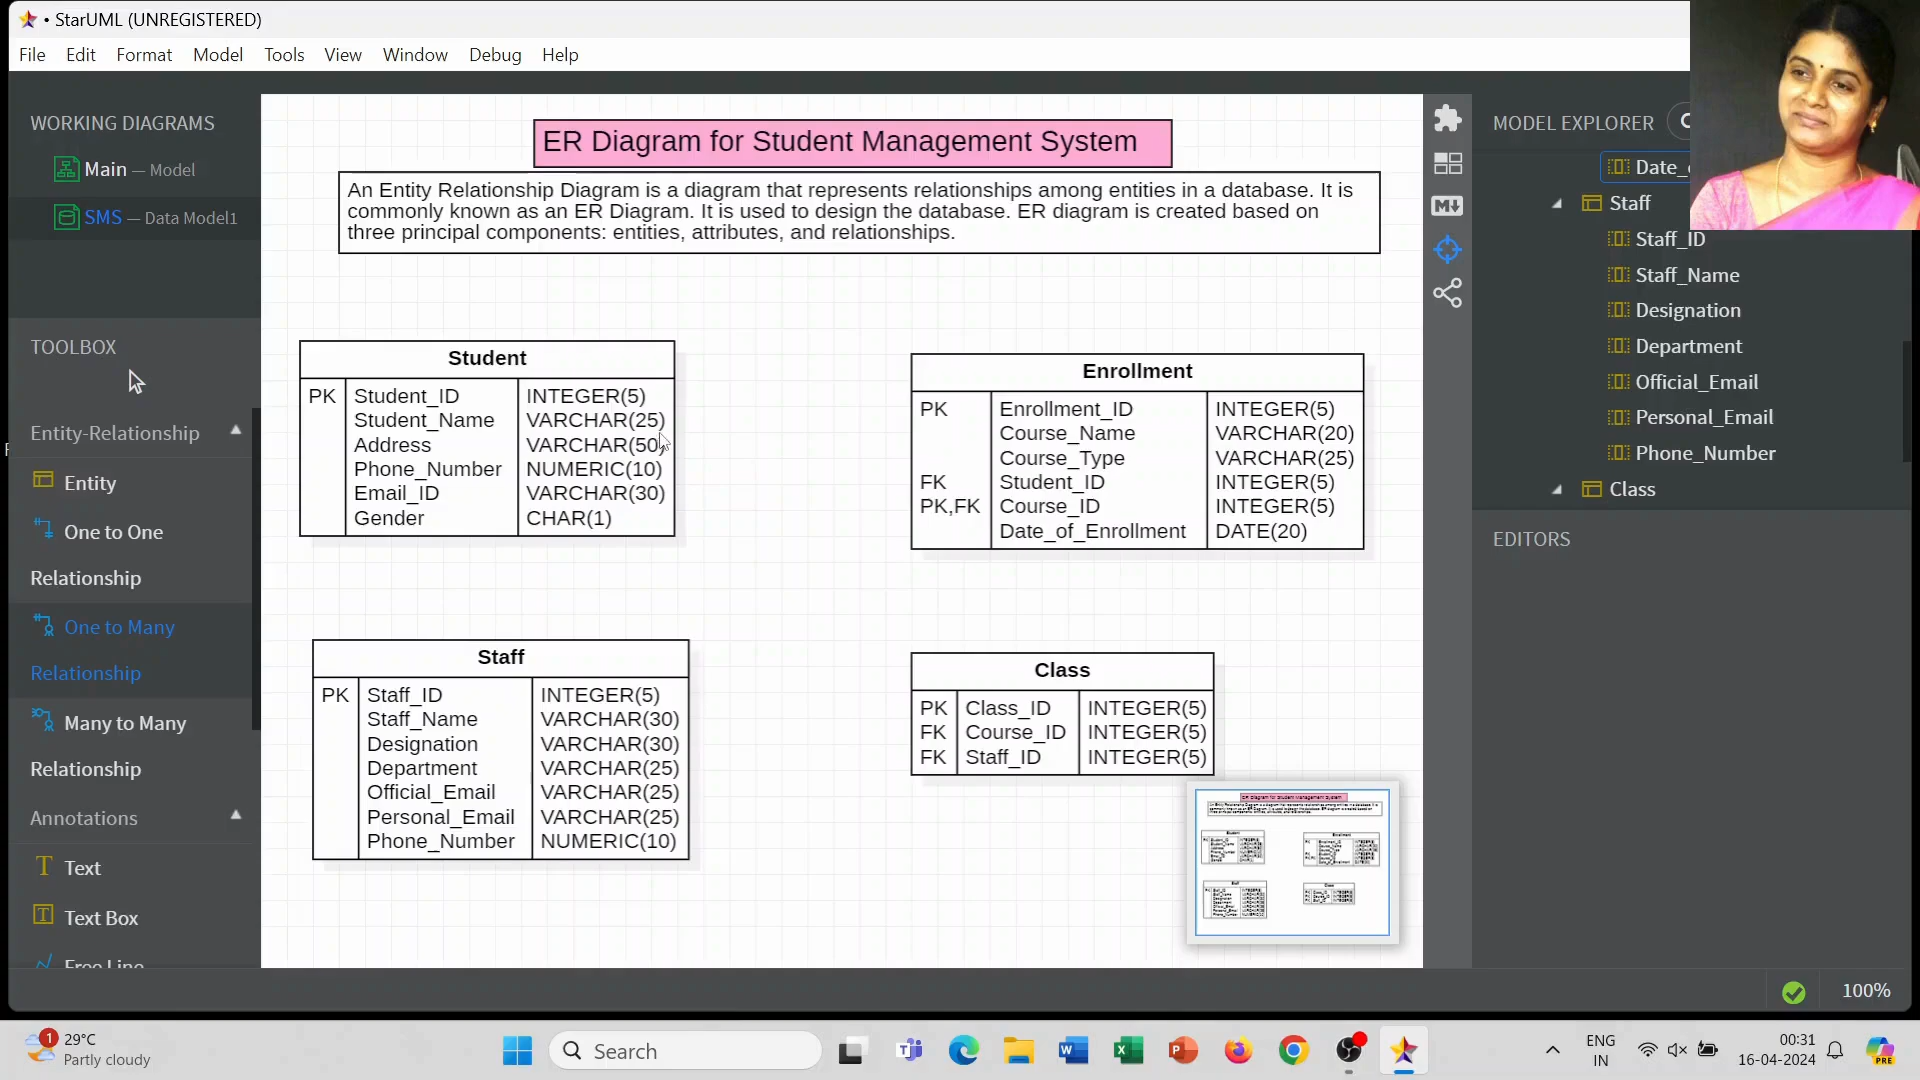 • StarUML (UNREGISTERED)
File Edit Format Model Tools View Window Debug Help
WORKING DIAGRAMS
Main — Model
SMS — Data Model1
TOOLBOX
Entity-Relationship
Entity
One to One
Relationship
One to Many
Relationship
Many to Many
Relationship
Annotations
T Text
T Text Box
Free Line
ER Diagram for Student Management System
An Entity Relationship Diagram is a diagram that represents relationships among entities in a database. It is
commonly known as an ER Diagram. It is used to design the database. ER diagram is created based on
three principal components: entities, attributes, and relationships.
Student
PK Student_ID INTEGER(5)
Student_Name VARCHAR(25)
Address VARCHAR(50)
Phone_Number NUMERIC(10)
Email_ID VARCHAR(30)
Gender CHAR(1)
Enrollment
PK Enrollment_ID INTEGER(5)
Course_Name VARCHAR(20)
Course_Type VARCHAR(25)
FK Student_ID INTEGER(5)
PK,FK Course_ID INTEGER(5)
Date_of_Enrollment DATE(20)
Staff
PK Staff_ID INTEGER(5)
Staff_Name VARCHAR(30)
Designation VARCHAR(30)
Department VARCHAR(25)
Official_Email VARCHAR(25)
Personal_Email VARCHAR(25)
Phone_Number NUMERIC(10)
Class
PK Class_ID INTEGER(5)
FK Course_ID INTEGER(5)
FK Staff_ID INTEGER(5)
M
MODEL EXPLORER
Date_
Staff
Staff_ID
Staff_Name
Designation
Department
Official_Email
Personal_Email
Phone_Number
Class
EDITORS
100%
1
29°C
Partly cloudy
Search
ENG
IN
00:31
16-04-2024
PRE